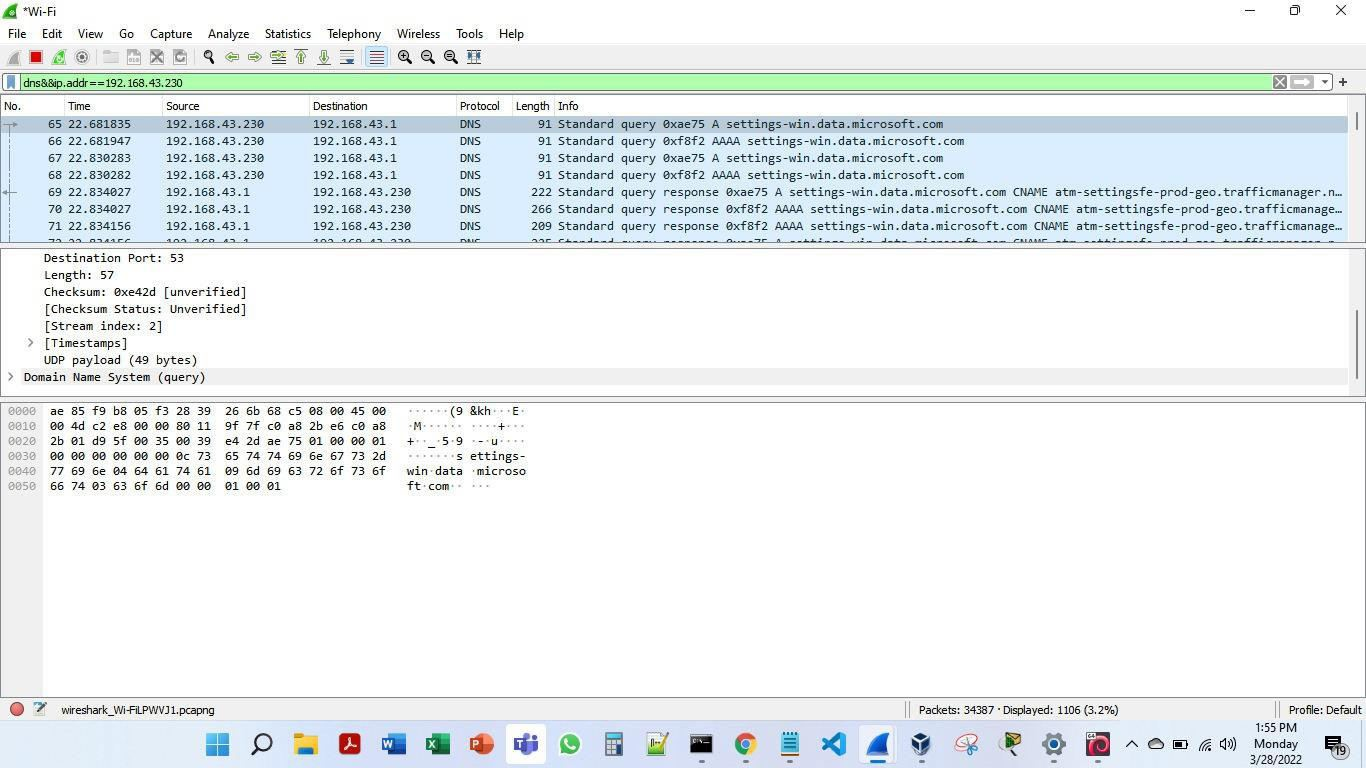 *Wi-Fi
File Edit View Go Capture Analyze Statistics Telephony Wireless Tools Help
dns&&ip.addr==192.168.43.230
No. Time Source Destination Protocol Length Info
65 22.681835 192.168.43.230 192.168.43.1 DNS 91 Standard query 0xae75 A settings-win.data.microsoft.com
66 22.681947 192.168.43.230 192.168.43.1 DNS 91 Standard query 0xf8f2 AAAA settings-win.data.microsoft.com
67 22.830283 192.168.43.230 192.168.43.1 DNS 91 Standard query 0xae75 A settings-win.data.microsoft.com
68 22.830282 192.168.43.230 192.168.43.1 DNS 91 Standard query 0xf8f2 AAAA settings-win.data.microsoft.com
69 22.834027 192.168.43.1 192.168.43.230 DNS 222 Standard query response 0xae75 A settings-win.data.microsoft.com CNAME atm-settingsfe-prod-geo.trafficmanager.n…
70 22.834027 192.168.43.1 192.168.43.230 DNS 266 Standard query response 0xf8f2 AAAA settings-win.data.microsoft.com CNAME atm-settingsfe-prod-geo.trafficmanage…
71 22.834156 192.168.43.1 192.168.43.230 DNS 209 Standard query response 0xf8f2 AAAA settings-win.data.microsoft.com CNAME atm-settingsfe-prod-geo.trafficmanage…
Destination Port: 53
Length: 57
Checksum: 0xe42d [unverified]
[Checksum Status: Unverified]
[Stream index: 2]
[Timestamps]
UDP payload (49 bytes)
Domain Name System (query)
0000 ae 85 f9 b8 05 f3 28 39 26 6b 68 c5 08 00 45 00 ······(9 &kh···E·
0010 00 4d c2 e8 00 00 80 11 9f 7f c0 a8 2b e6 c0 a8 ·M······ ····+···
0020 2b 01 d9 5f 00 35 00 39 e4 2d ae 75 01 00 00 01 +··_·5·9 ·-·u····
0030 00 00 00 00 00 00 0c 73 65 74 74 69 6e 67 73 2d ·······s ettings-
0040 77 69 6e 04 64 61 74 61 09 6d 69 63 72 6f 73 6f win·data ·microso
0050 66 74 03 63 6f 6d 00 00 01 00 01 ft·com·· ···
wireshark_Wi-FiLPWVJ1.pcapng Packets: 34387 · Displayed: 1106 (3.2%) Profile: Default
1:55 PM
Monday
3/28/2022
19